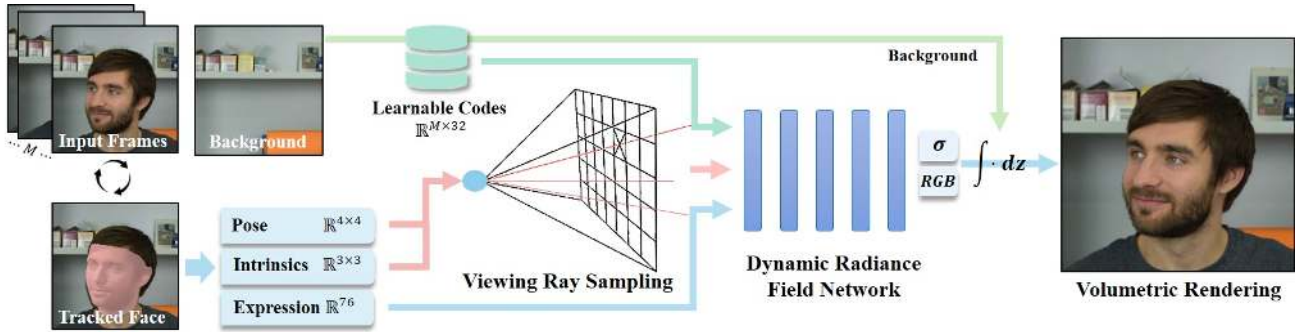 Input Frames
... M ...
Background
Learnable Codes
ℝ^{M×32}
Background
Tracked Face
Pose ℝ^{4×4}
Intrinsics ℝ^{3×3}
Expression ℝ^{76}
Viewing Ray Sampling
Dynamic Radiance
Field Network
σ
RGB
∫ · dz
Volumetric Rendering